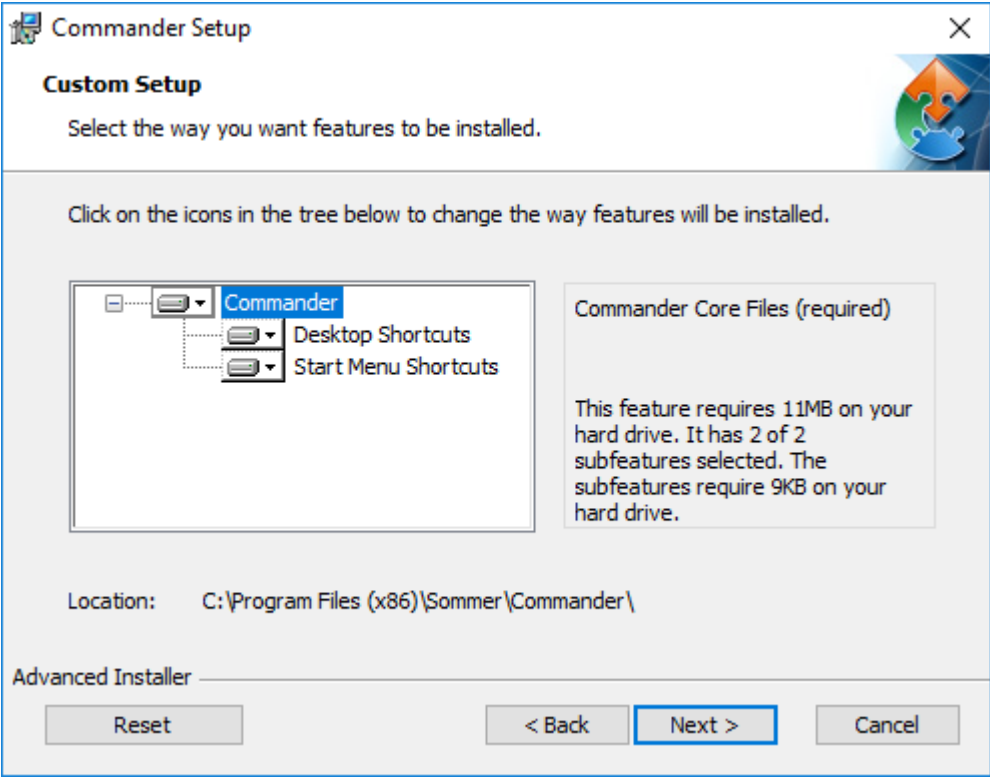 Commander Setup
Custom Setup
Select the way you want features to be installed.
Click on the icons in the tree below to change the way features will be installed.
Commander
Desktop Shortcuts
Start Menu Shortcuts
Commander Core Files (required)
This feature requires 11MB on your
hard drive. It has 2 of 2
subfeatures selected. The
subfeatures require 9KB on your
hard drive.
Location: C:\Program Files (x86)\Sommer\Commander\
Advanced Installer
Reset < Back Next > Cancel